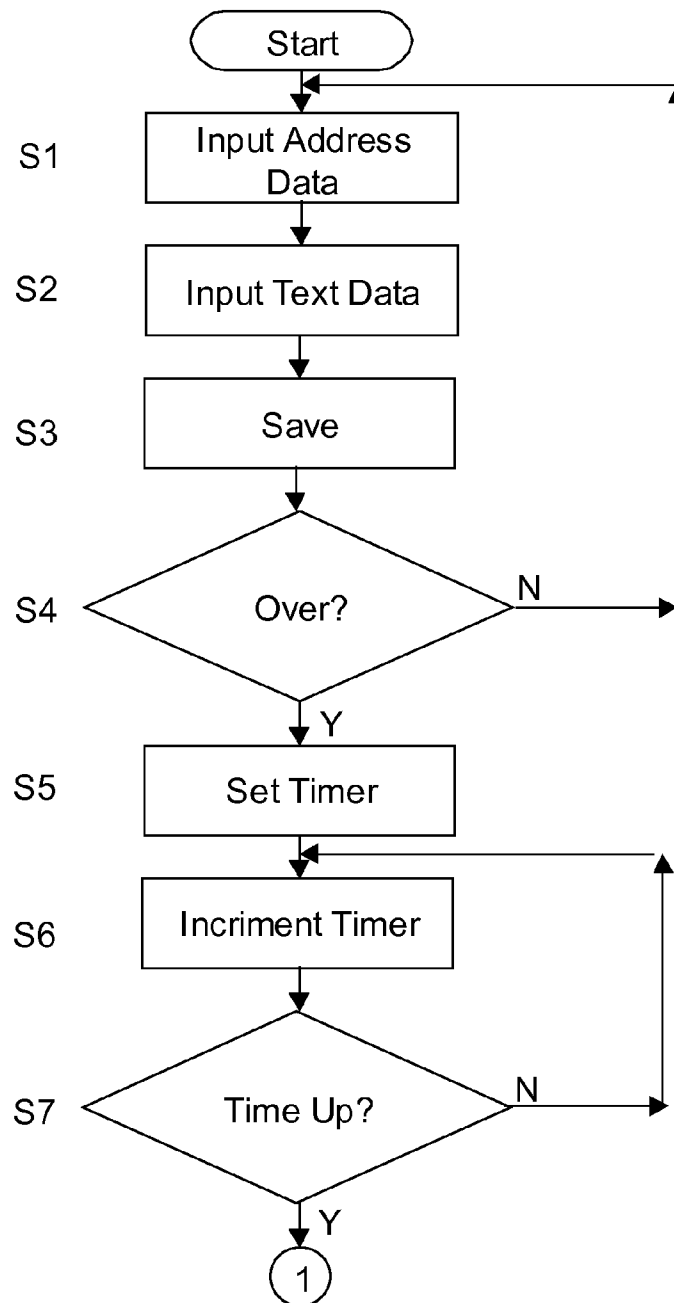 Start
S1
Input Address
Data
S2
Input Text Data
S3
Save
S4
Over?
N
Y
S5
Set Timer
S6
Incriment Timer
S7
Time Up?
N
Y
1